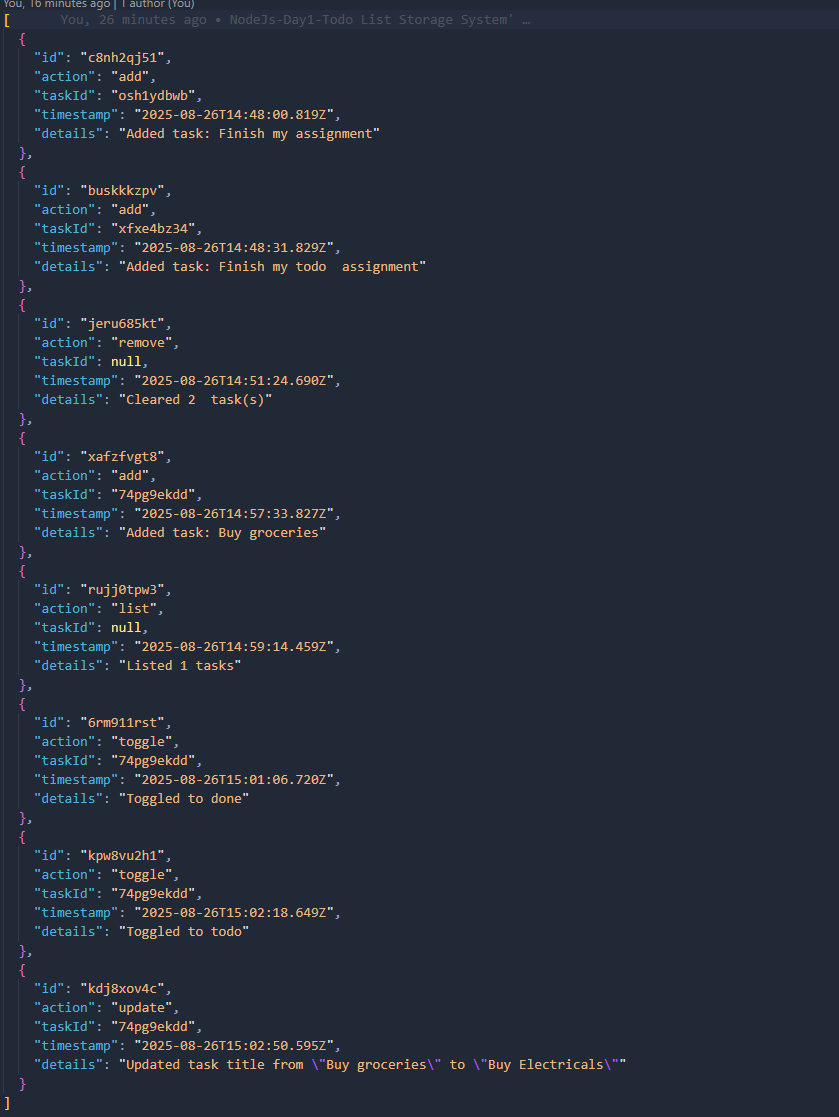 You, 16 minutes ago | 1 author (You)
[ You, 26 minutes ago • NodeJs-Day1-Todo List Storage System' …
{
"id": "c8nh2qj51",
"action": "add",
"taskId": "osh1ydbwb",
"timestamp": "2025-08-26T14:48:00.819Z",
"details": "Added task: Finish my assignment"
},
{
"id": "buskkkzpv",
"action": "add",
"taskId": "xfxe4bz34",
"timestamp": "2025-08-26T14:48:31.829Z",
"details": "Added task: Finish my todo  assignment"
},
{
"id": "jeru685kt",
"action": "remove",
"taskId": null,
"timestamp": "2025-08-26T14:51:24.690Z",
"details": "Cleared 2  task(s)"
},
{
"id": "xafzfvgt8",
"action": "add",
"taskId": "74pg9ekdd",
"timestamp": "2025-08-26T14:57:33.827Z",
"details": "Added task: Buy groceries"
},
{
"id": "rujj0tpw3",
"action": "list",
"taskId": null,
"timestamp": "2025-08-26T14:59:14.459Z",
"details": "Listed 1 tasks"
},
{
"id": "6rm911rst",
"action": "toggle",
"taskId": "74pg9ekdd",
"timestamp": "2025-08-26T15:01:06.720Z",
"details": "Toggled to done"
},
{
"id": "kpw8vu2h1",
"action": "toggle",
"taskId": "74pg9ekdd",
"timestamp": "2025-08-26T15:02:18.649Z",
"details": "Toggled to todo"
},
{
"id": "kdj8xov4c",
"action": "update",
"taskId": "74pg9ekdd",
"timestamp": "2025-08-26T15:02:50.595Z",
"details": "Updated task title from \"Buy groceries\" to \"Buy Electricals\""
}
]